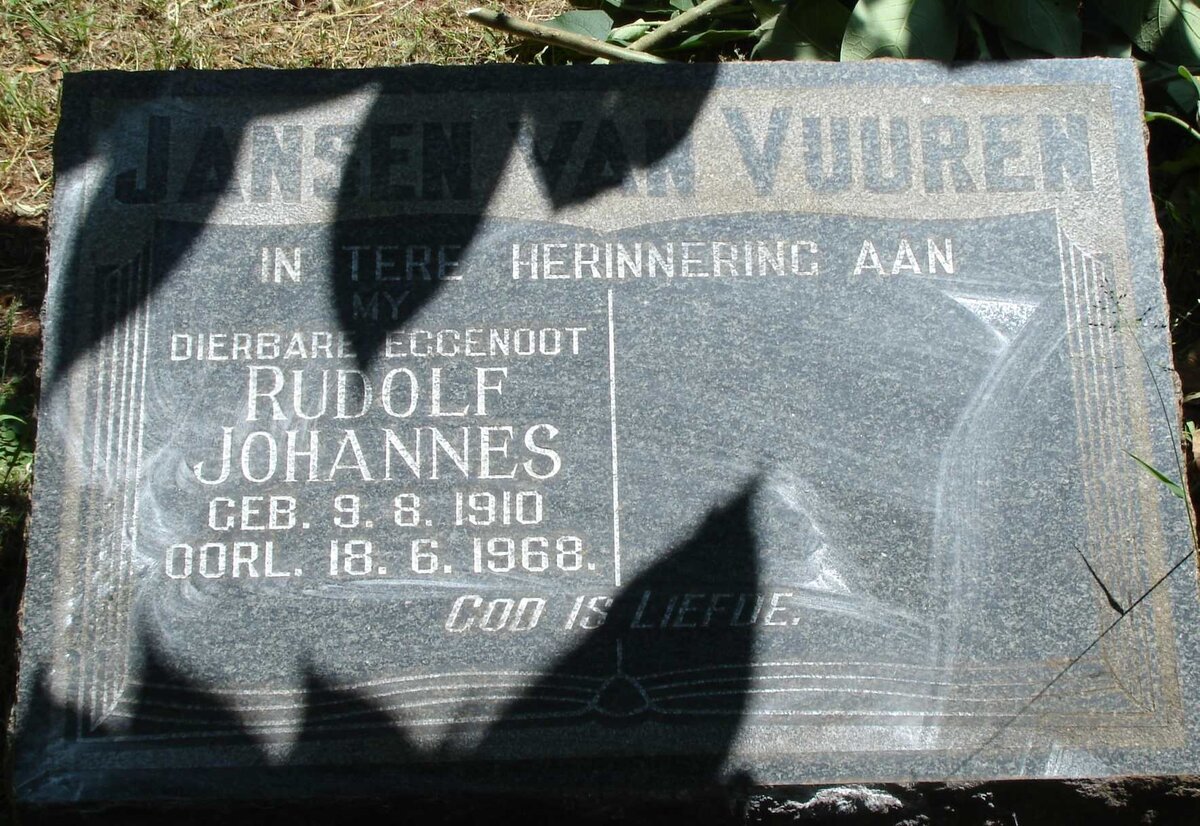 JANSEN VAN VUUREN
IN TERE HERINNERING AAN
MY
DIERBARE EGGENOOT
RUDOLF
JOHANNES
GEB. 9. 8. 1910
OORL. 18. 6. 1968.
GOD IS LIEFDE.